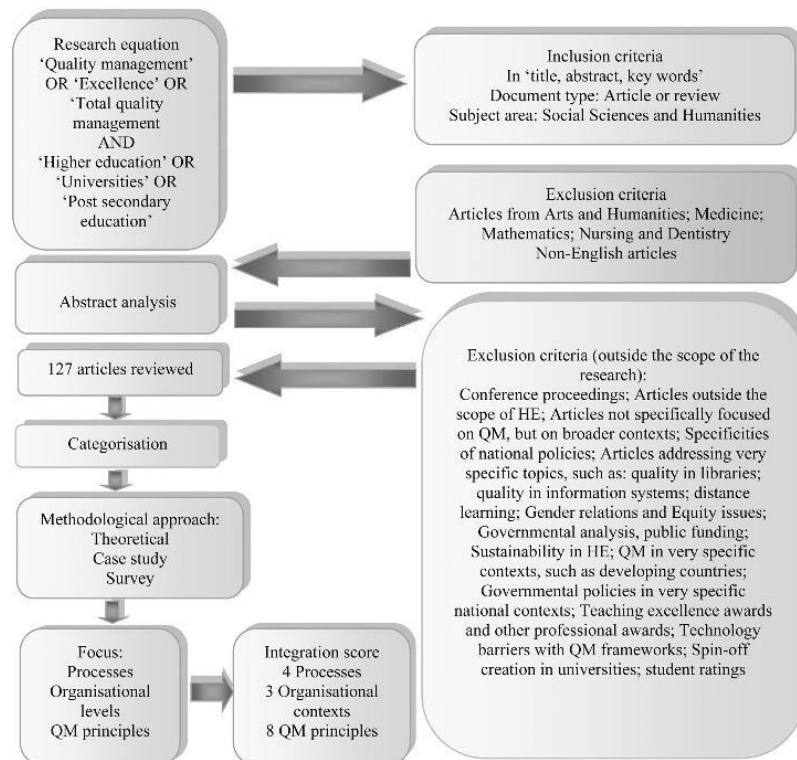 Research equation
‘Quality management’
OR ‘Excellence’ OR
‘Total quality
management
AND
‘Higher education’ OR
‘Universities’ OR
‘Post secondary
education’
Inclusion criteria
In ‘title, abstract, key words’
Document type: Article or review
Subject area: Social Sciences and Humanities
Exclusion criteria
Articles from Arts and Humanities; Medicine;
Mathematics; Nursing and Dentistry
Non-English articles
Abstract analysis
Exclusion criteria (outside the scope of the
research):
Conference proceedings; Articles outside the
scope of HE; Articles not specifically focused
on QM, but on broader contexts; Specificities
of national policies; Articles addressing very
specific topics, such as: quality in libraries;
quality in information systems; distance
learning; Gender relations and Equity issues;
Governmental analysis, public funding;
Sustainability in HE; QM in very specific
contexts, such as developing countries;
Governmental policies in very specific
national contexts; Teaching excellence awards
and other professional awards; Technology
barriers with QM frameworks; Spin-off
creation in universities; student ratings
127 articles reviewed
Categorisation
Methodological approach:
Theoretical
Case study
Survey
Focus:
Processes
Organisational
levels
QM principles
Integration score
4 Processes
3 Organisational
contexts
8 QM principles